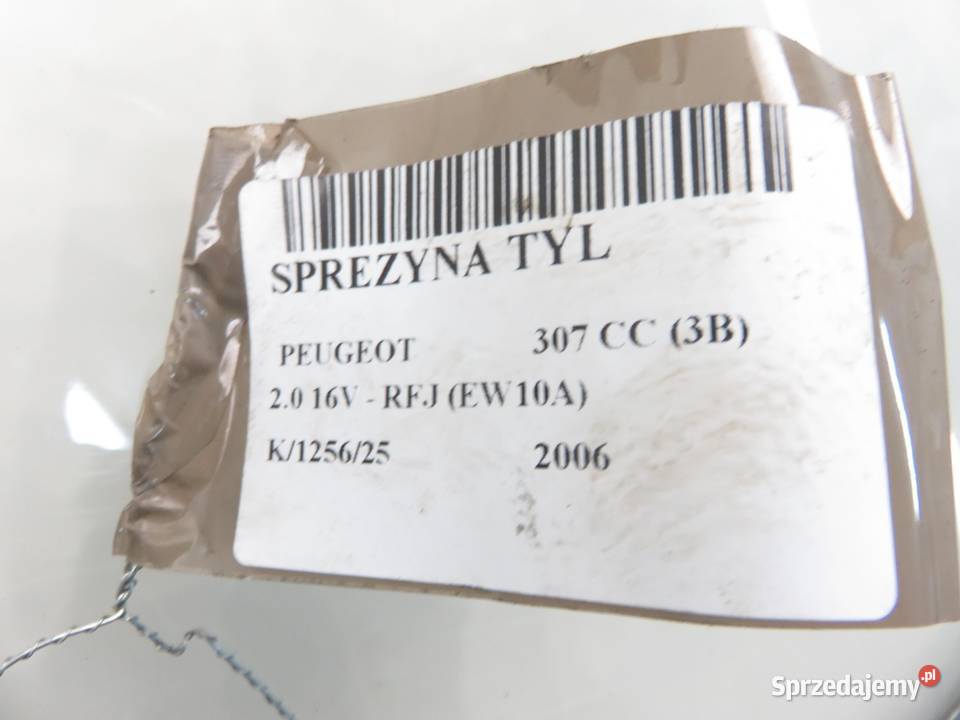 SPREZYNA TYL
PEUGEOT 307 CC (3B)
2.0 16V - RFJ (EW10A)
K/1256/25 2006
Sprzedajemy.pl